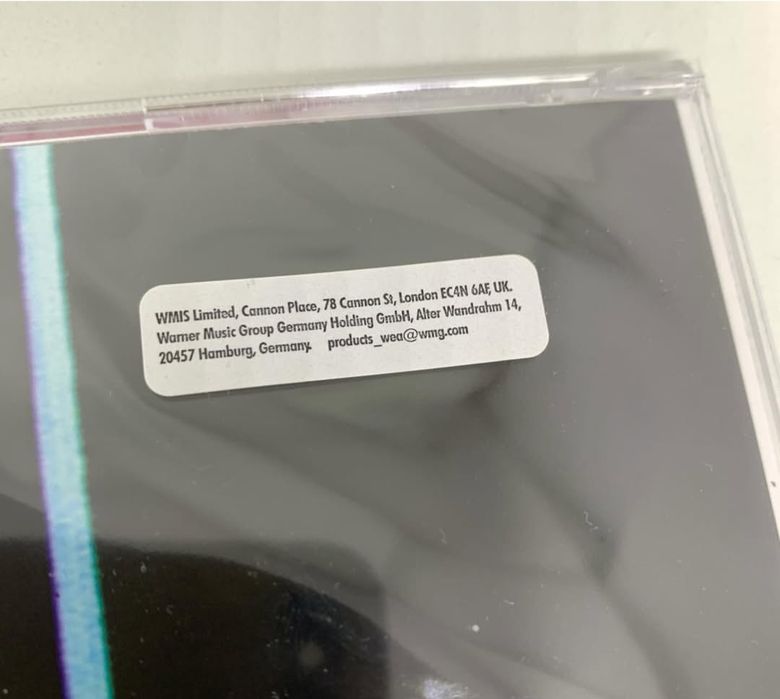 WMIS Limited, Cannon Place, 78 Cannon St, London EC4N 6AF, UK.
Warner Music Group Germany Holding GmbH, Alter Wandrahm 14,
20457 Hamburg, Germany. products_wea@wmg.com